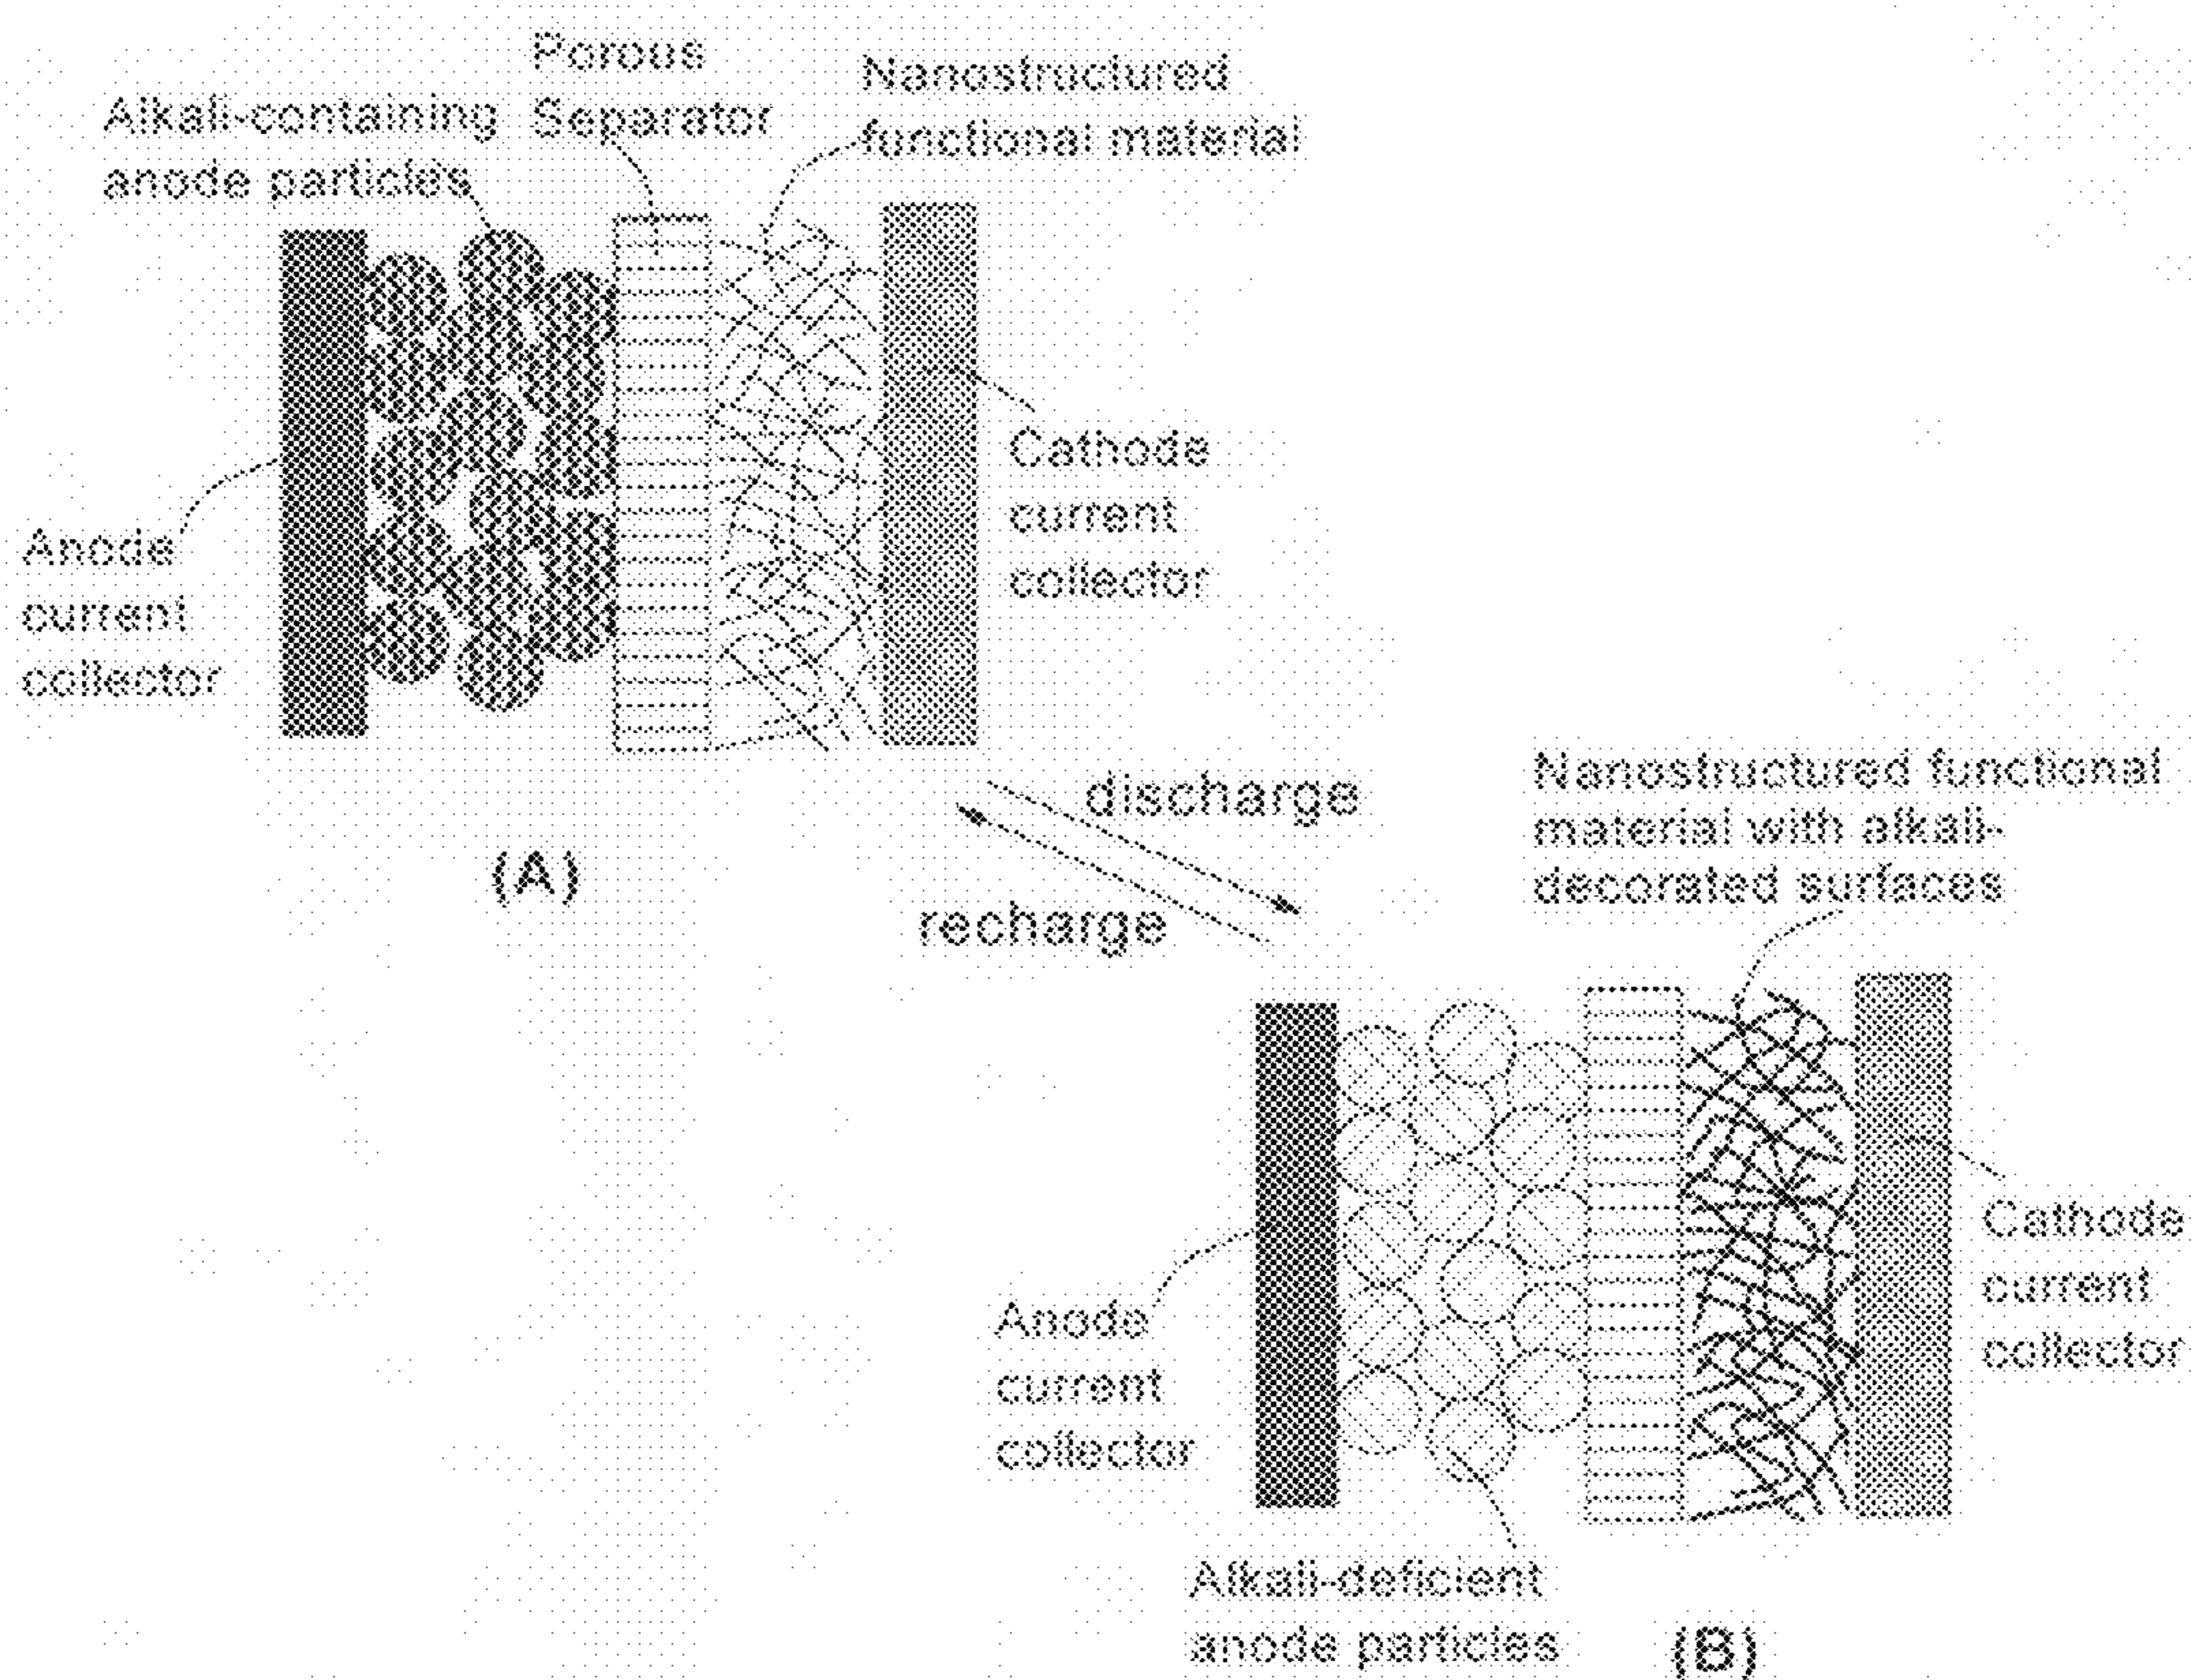 Porous
Separator
Alkali-containing
anode particles
Nanostructured
functional material
Anode
current
collector
Cathode
current
collector
(A)
discharge
recharge
Nanostructured functional
material with alkali-
decorated surfaces
Anode
current
collector
Cathode
current
collector
Alkali-deficient
anode particles
(B)